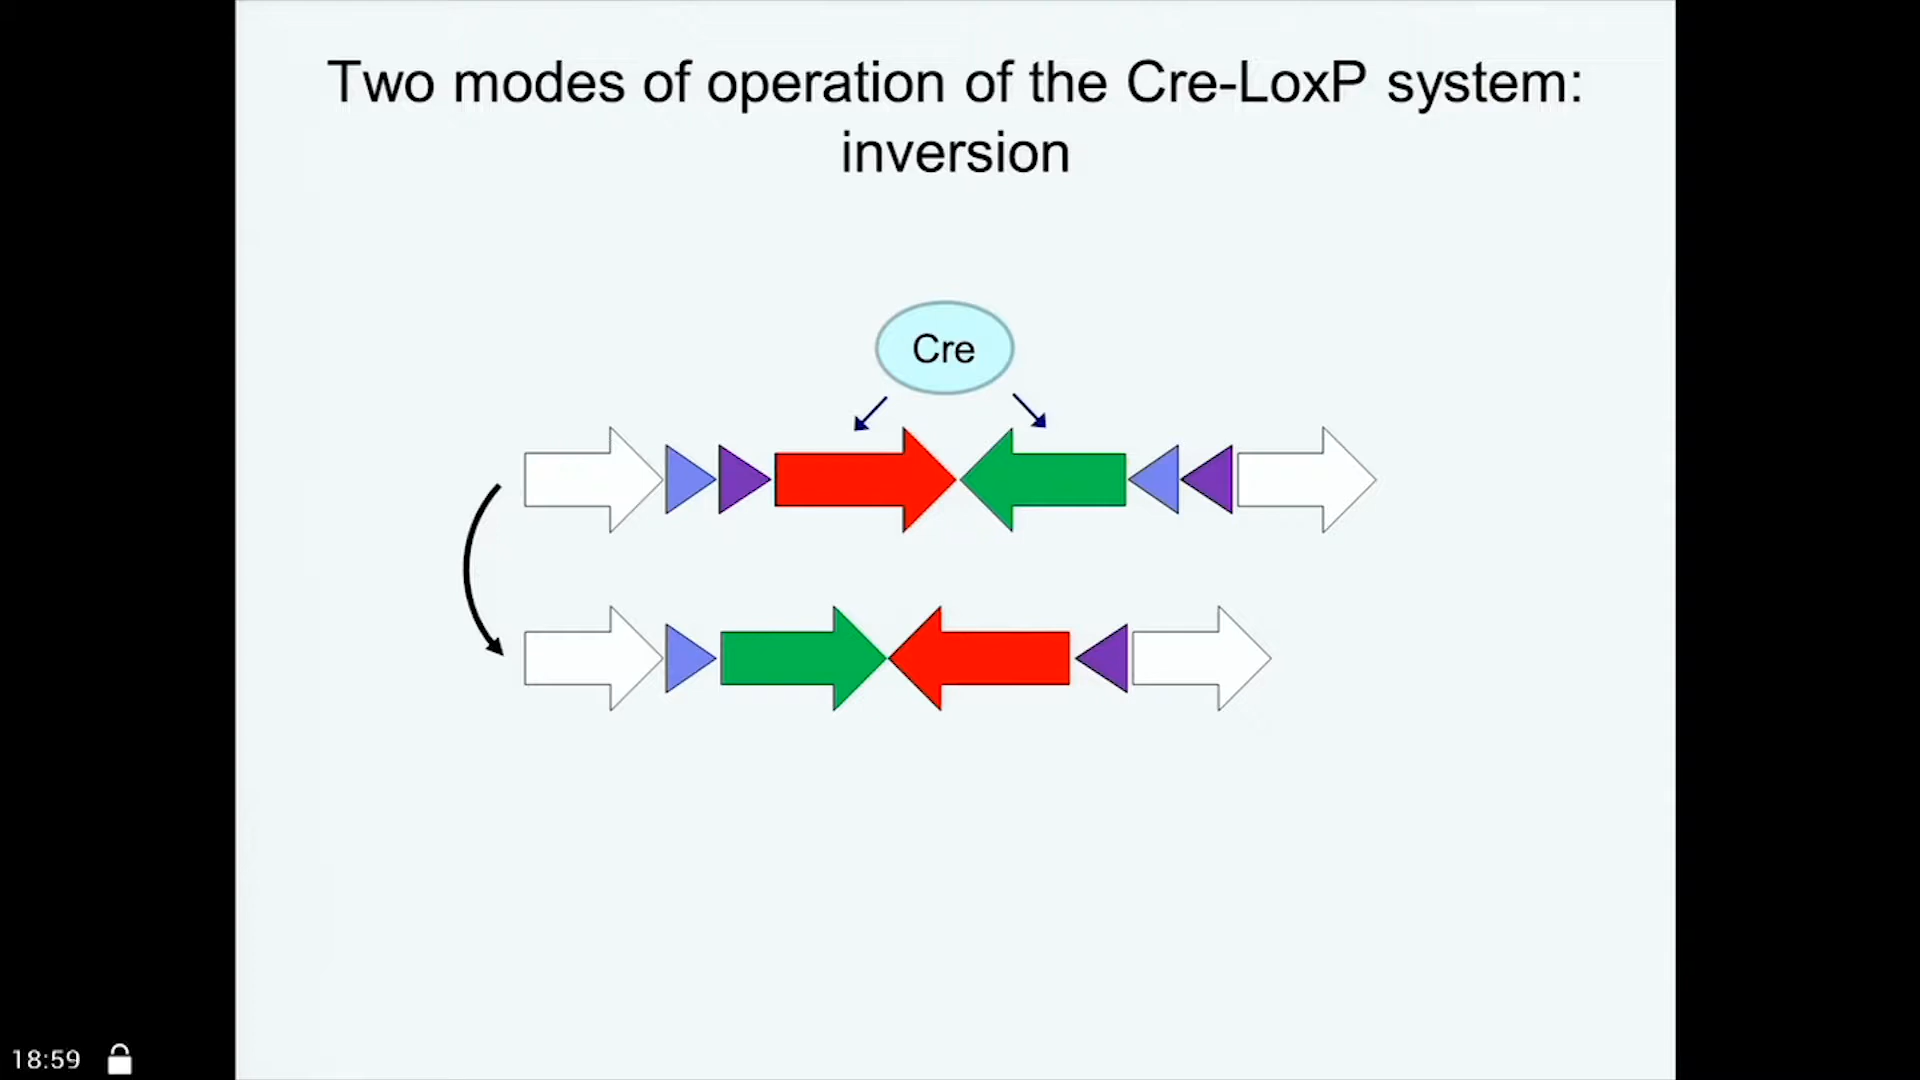 Two modes of operation of the Cre-LoxP system:
inversion
Cre
18:59